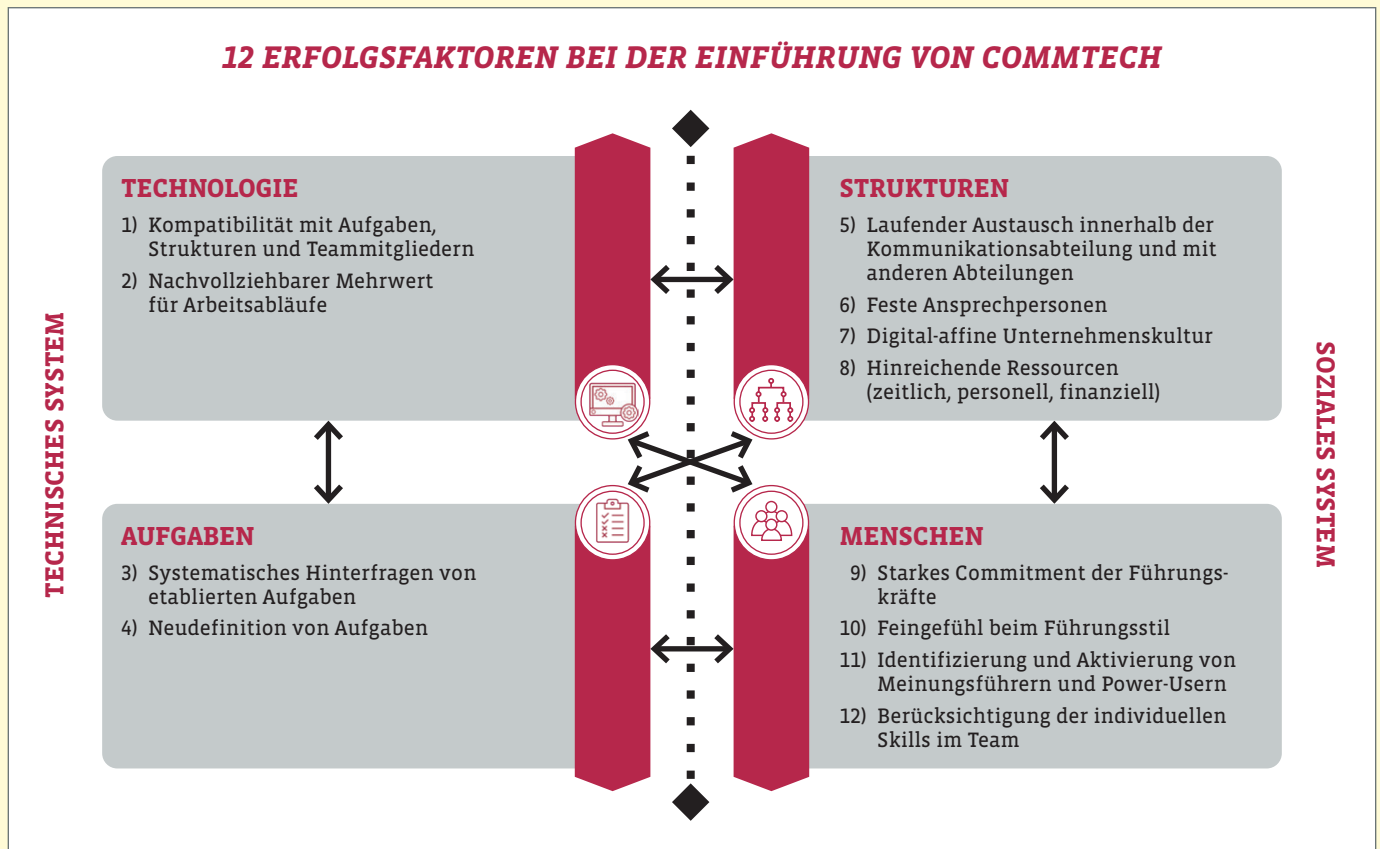 12 ERFOLGSFAKTOREN BEI DER EINFÜHRUNG VON COMMTECH
TECHNISCHES SYSTEM
TECHNOLOGIE
1) Kompatibilität mit Aufgaben,
Strukturen und Teammitgliedern
2) Nachvollziehbarer Mehrwert
für Arbeitsabläufe
AUFGABEN
3) Systematisches Hinterfragen von
etablierten Aufgaben
4) Neudefinition von Aufgaben
STRUKTUREN
5) Laufender Austausch innerhalb der
Kommunikationsabteilung und mit
anderen Abteilungen
6) Feste Ansprechpersonen
7) Digital-affine Unternehmenskultur
8) Hinreichende Ressourcen
(zeitlich, personell, finanziell)
MENSCHEN
9) Starkes Commitment der Führungs-
kräfte
10) Feingefühl beim Führungsstil
11) Identifizierung und Aktivierung von
Meinungsführern und Power-Usern
12) Berücksichtigung der individuellen
Skills im Team
SOZIALES SYSTEM